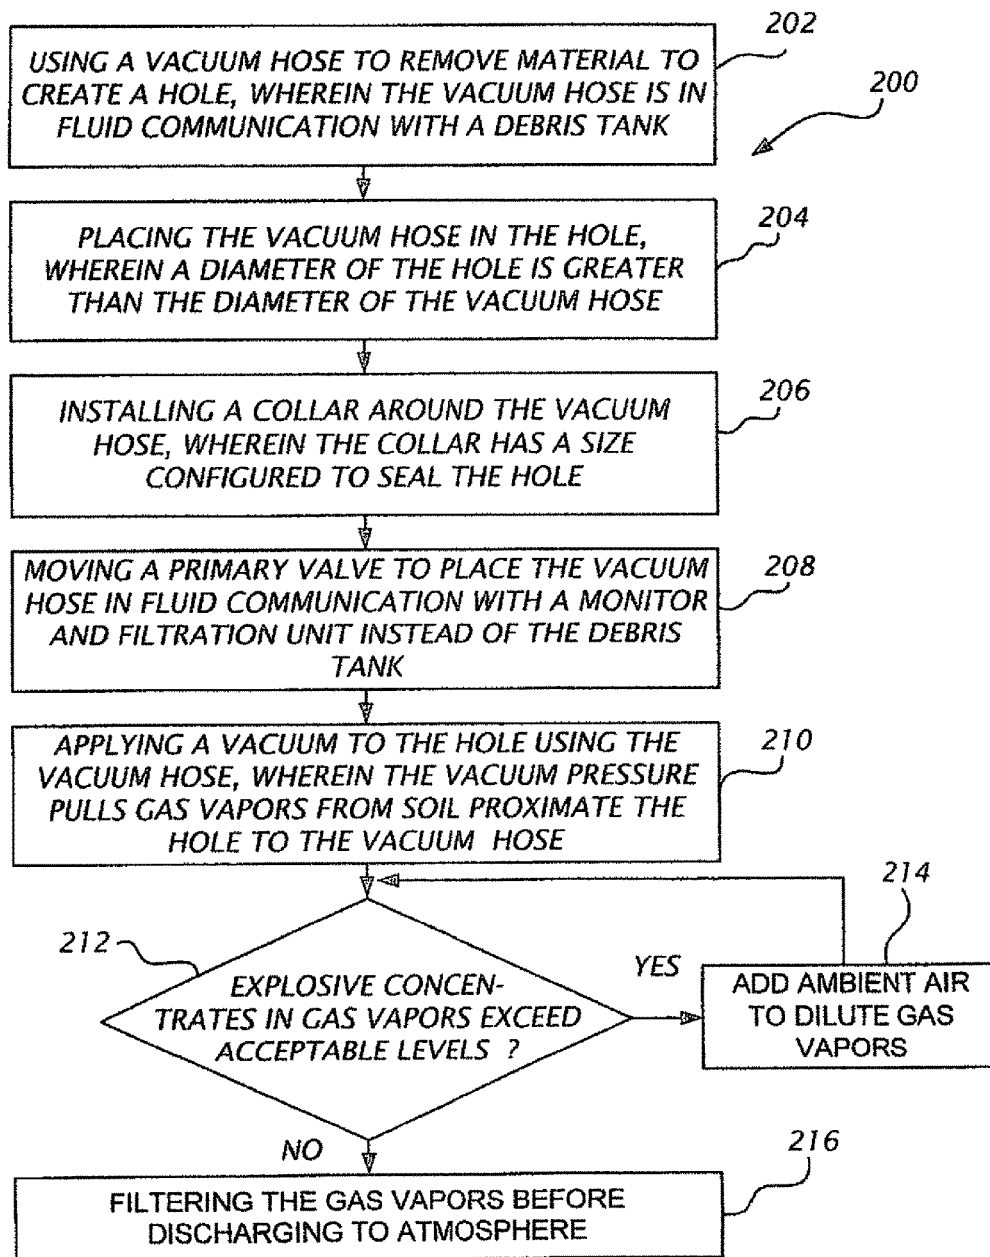 202
USING A VACUUM HOSE TO REMOVE MATERIAL TO
CREATE A HOLE, WHEREIN THE VACUUM HOSE IS IN
FLUID COMMUNICATION WITH A DEBRIS TANK
200
204
PLACING THE VACUUM HOSE IN THE HOLE,
WHEREIN A DIAMETER OF THE HOLE IS GREATER
THAN THE DIAMETER OF THE VACUUM HOSE
206
INSTALLING A COLLAR AROUND THE VACUUM
HOSE, WHEREIN THE COLLAR HAS A SIZE
CONFIGURED TO SEAL THE HOLE
208
MOVING A PRIMARY VALVE TO PLACE THE VACUUM
HOSE IN FLUID COMMUNICATION WITH A MONITOR
AND FILTRATION UNIT INSTEAD OF THE DEBRIS
TANK
210
APPLYING A VACUUM TO THE HOLE USING THE
VACUUM HOSE, WHEREIN THE VACUUM PRESSURE
PULLS GAS VAPORS FROM SOIL PROXIMATE THE
HOLE TO THE VACUUM HOSE
212
EXPLOSIVE CONCEN-
TRATES IN GAS VAPORS EXCEED
ACCEPTABLE LEVELS ?
YES
214
ADD AMBIENT AIR
TO DILUTE GAS
VAPORS
NO
216
FILTERING THE GAS VAPORS BEFORE
DISCHARGING TO ATMOSPHERE